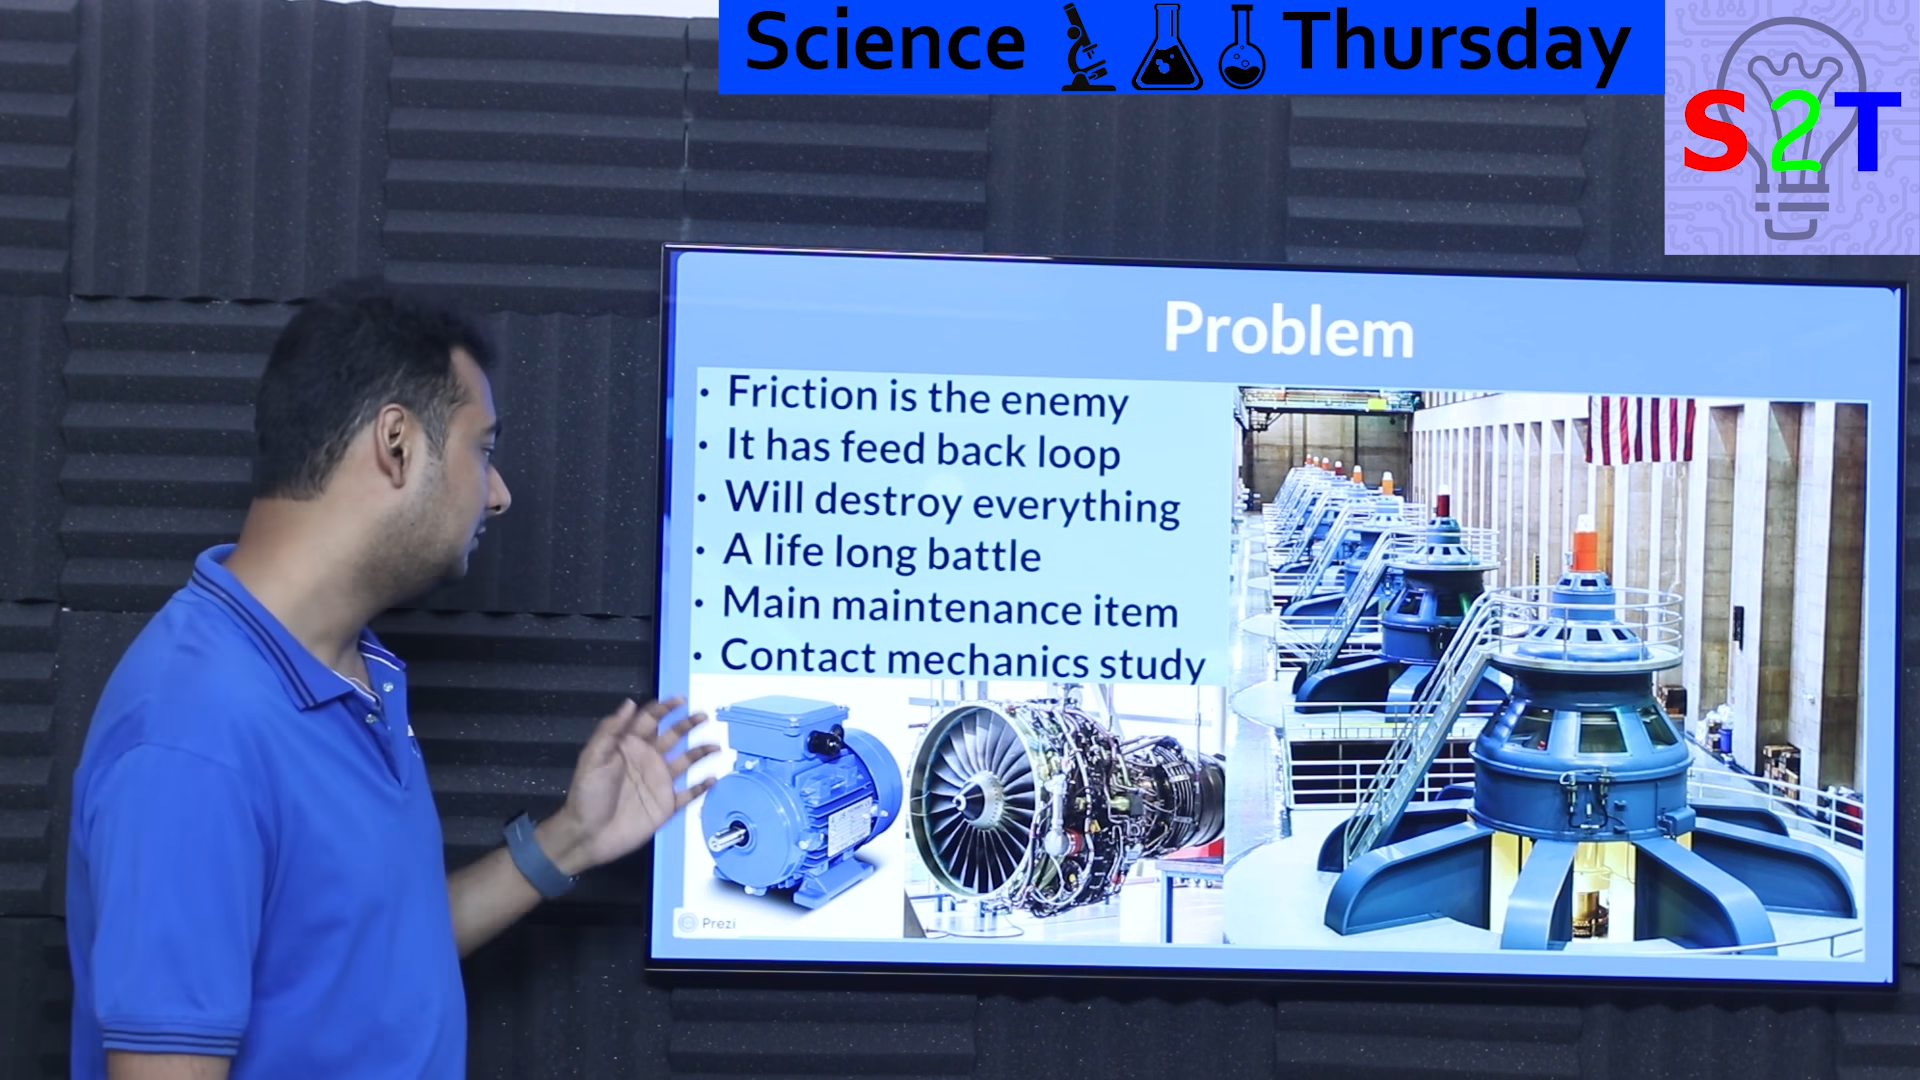 Science Thursday
S2T
Problem
• Friction is the enemy
• It has feed back loop
• Will destroy everything
• A life long battle
• Main maintenance item
• Contact mechanics study
Prezi